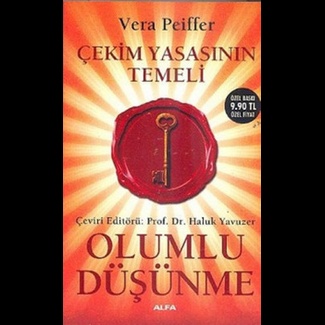 Vera Peiffer
ÇEKİM YASASININ
TEMELİ
ÖZEL BASKI
9.90 TL
ÖZEL FİYAT
Çeviri Editörü: Prof. Dr. Haluk Yavuzer
OLUMLU
DÜŞÜNME
ALFA